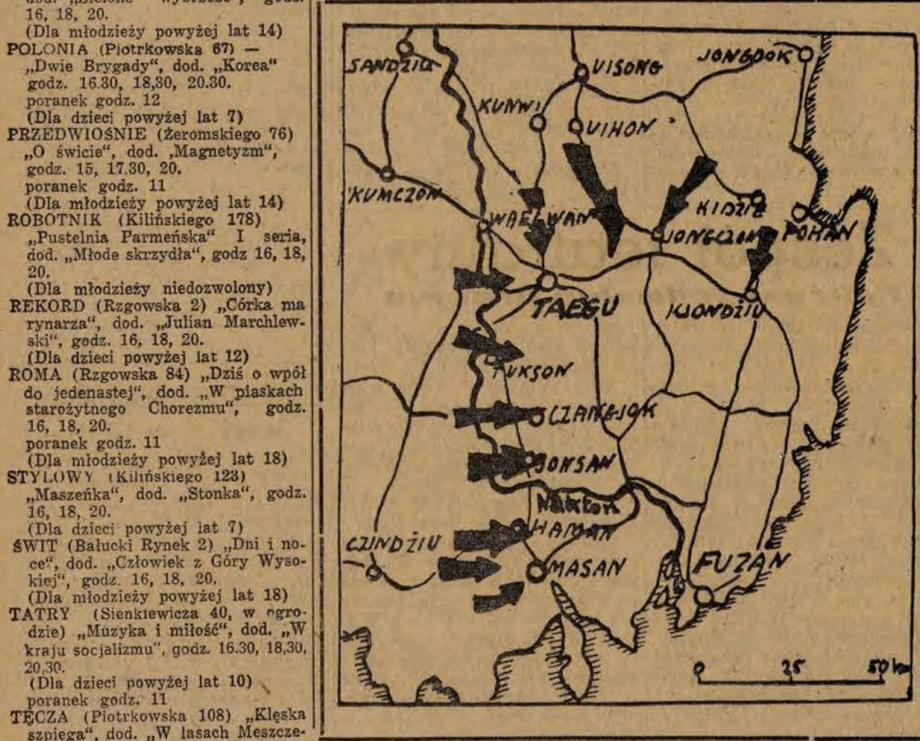 16, 18, 20.
(Dla młodzieży powyżej lat 14)
POLONIA (Piotrkowska 67) —
„Dwie Brygady“, dod. „Korea“
godz. 16.30, 18,30, 20.30.
poranek godz. 12
(Dla dzieci powyżej lat 7)
PRZEDWIOŚNIE (Żeromskiego 76)
„O świcie“, dod. ,Magnetyzm“,
godz. 15, 17.30, 20.
poranek godz. 11
(Dla młodzieży powyżej lat 14)
ROBOTNIK (Kilińskiego 178)
„Pustelnia Parmeńska“ I seria,
dod. „Młode skrzydła“, godz 16, 18,
20.
(Dla młodzieży niedozwolony)
REKORD (Rzgowska 2) „Córka ma
rynarza“, dod. „Julian Marchlew-
ski“, godz. 16, 18, 20.
(Dla dzieci powyżej lat 12)
ROMA (Rzgowska 84) „Dziś o wpół
do jedenastej“, dod. „W piaskach
starożytnego Chorezmu“, godz.
16, 18, 20.
poranek godz. 11
(Dla młodzieży powyżej lat 18)
STYLOWY (Kilińskiego 123)
„Maszeńka“, dod. „Stonka“, godz.
16, 18, 20.
(Dla dzieci powyżej lat 7)
ŚWIT (Bałucki Rynek 2) „Dni i no-
ce“, dod. „Człowiek z Góry Wyso-
kiej“, godz. 16, 18, 20.
(Dla młodzieży powyżej lat 18)
TATRY (Sienkiewicza 40, w ogro-
dzie) „Muzyka i miłość“, dod. „W
kraju socjalizmu“, godz. 16.30, 18,30,
20,30.
(Dla dzieci powyżej lat 10)
poranek godz. 11
TĘCZA (Piotrkowska 108) „Klęska
szpiega“, dod. „W lasach Meszcze-
SANDŻIU
UISONG
JONGDOK
KUNWI
UIHON
KUMCZON
WAELWAN
KIDŻIE
JONGCZON
POHAN
TAEGU
KJONDŻIU
TUKSON
CZANGJOK
JONSAN
Naktong
HAMAN
CZINDŻIU
MASAN
FUZAN
0 25 50 km